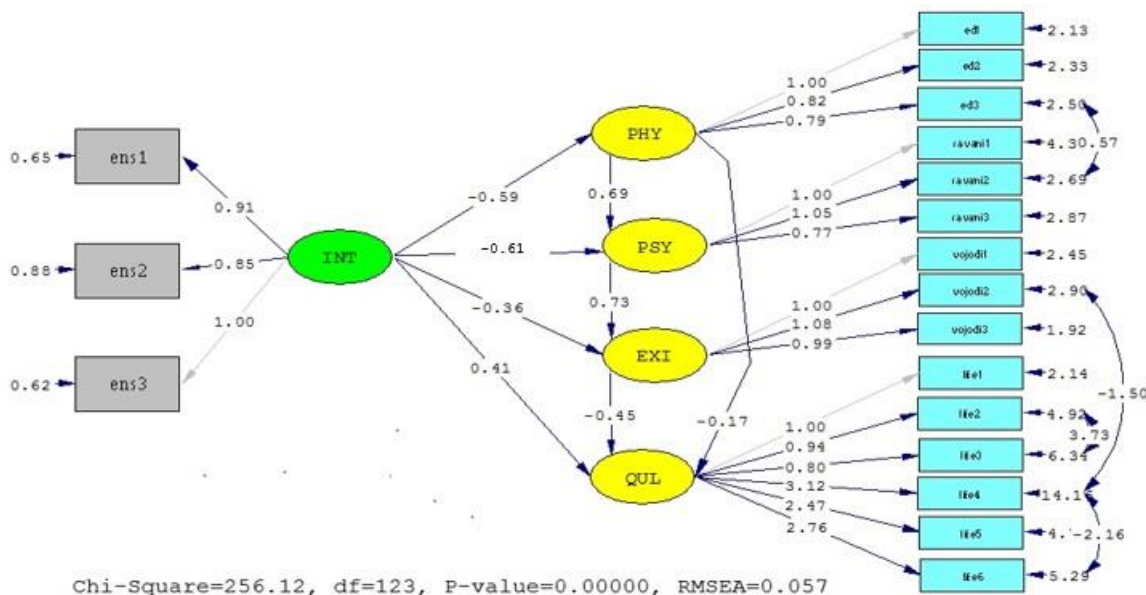 ed1
2.13
ed2
2.33
1.00
0.82
PHY
0.79
ed3
2.50
0.65
ens1
ravani1
4.30
0.57
-0.59
0.69
1.00
ravani2
2.69
0.91
1.05
ravani3
2.87
INT
-0.61
PSY
0.77
vojodi1
2.45
0.88
ens2
0.85
vojodi2
2.90
-0.36
0.73
1.00
1.08
vojodi3
1.92
1.00
EXI
0.99
0.41
life1
2.14
0.62
ens3
-1.50
-0.45
-0.17
1.00
life2
4.92
3.73
0.94
life3
6.34
QUL
0.80
3.12
life4
2.47
life5
-2.16
2.76
life6
5.29
Chi-Square=256.12, df=123, P-value=0.00000, RMSEA=0.057